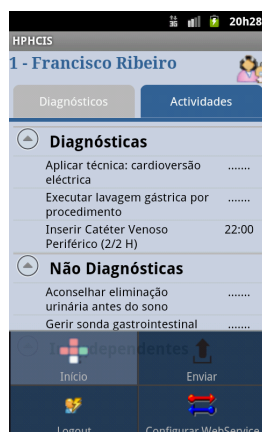 3G 20h28
HPHCIS
1 - Francisco Ribeiro
Diagnósticos Actividades
Diagnósticas
Aplicar técnica: cardioversão .......
eléctrica
Executar lavagem gástrica por .......
procedimento
Inserir Catéter Venoso 22:00
Periférico (2/2 H)
Não Diagnósticas
Aconselhar eliminação .......
urinária antes do sono
Gerir sonda gastrointestinal .......
Início Enviar
Logout Configurar WebService